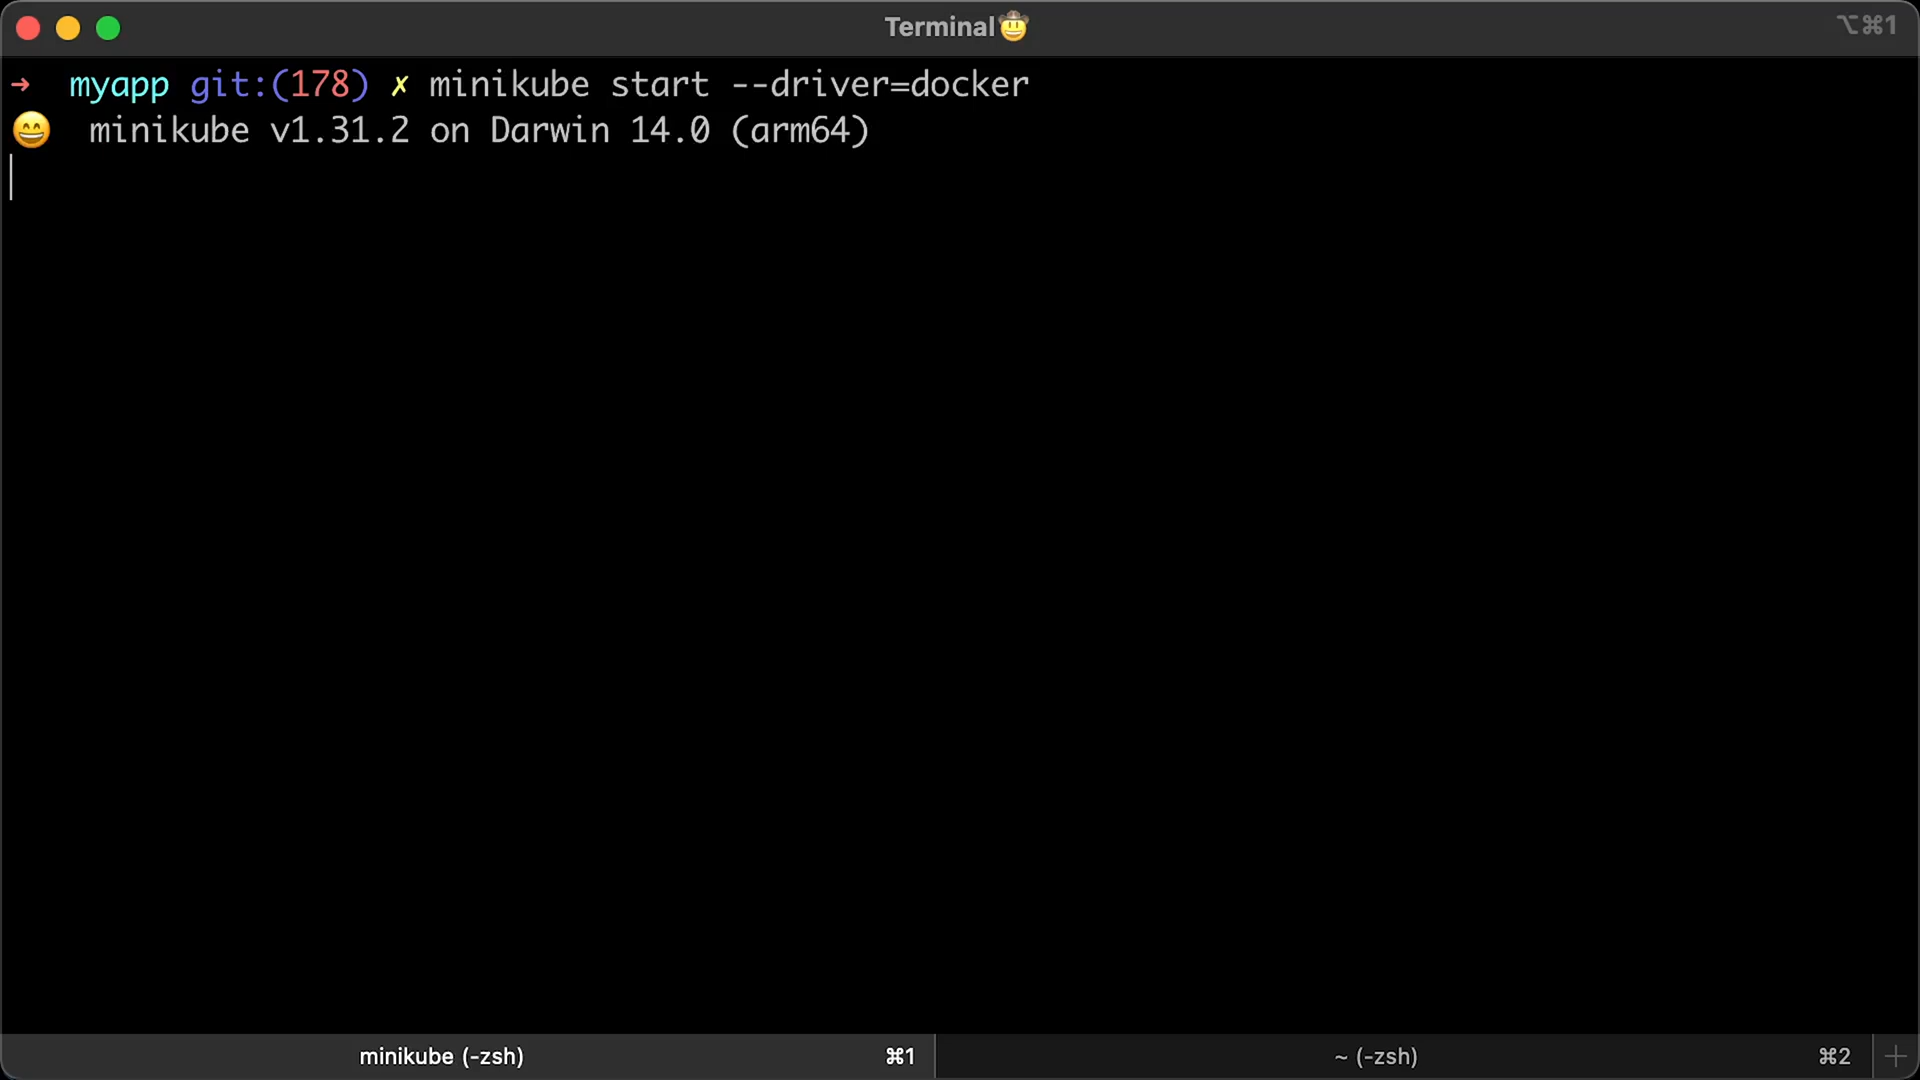 Terminal🤠
⌥⌘1
➜ myapp git:(178) ✗ minikube start --driver=docker
😄 minikube v1.31.2 on Darwin 14.0 (arm64)
minikube (-zsh) ⌘1
~ (-zsh) ⌘2